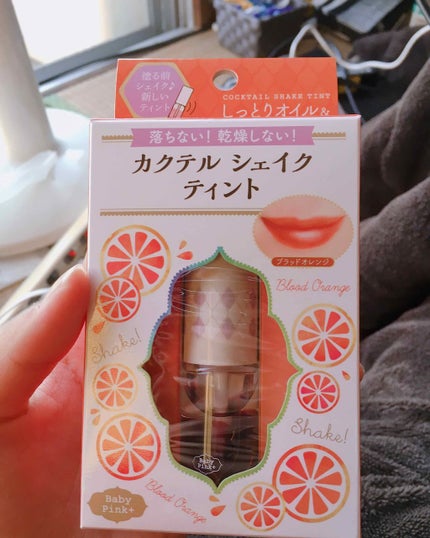 塗る前
シェイク♪
新しい
ティント
COCKTAIL SHAKE TINT
しっとりオイル&
落ちない！乾燥しない！
カクテル シェイク
ティント
ブラッドオレンジ
Blood Orange
Shake!
Shake!
Baby
Pink+
Baby
Pink+
Blood Orange